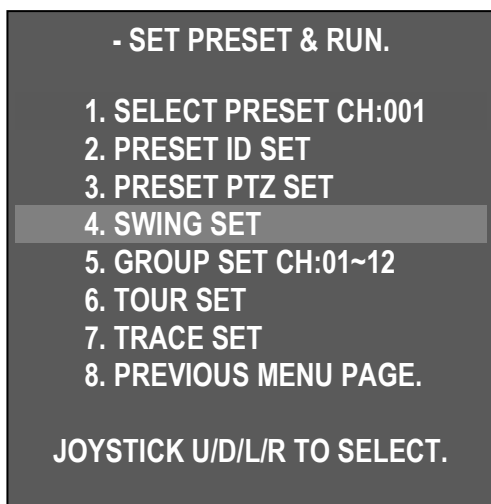 - SET PRESET & RUN.
1. SELECT PRESET CH:001
2. PRESET ID SET
3. PRESET PTZ SET
4. SWING SET
5. GROUP SET CH:01~12
6. TOUR SET
7. TRACE SET
8. PREVIOUS MENU PAGE.
JOYSTICK U/D/L/R TO SELECT.